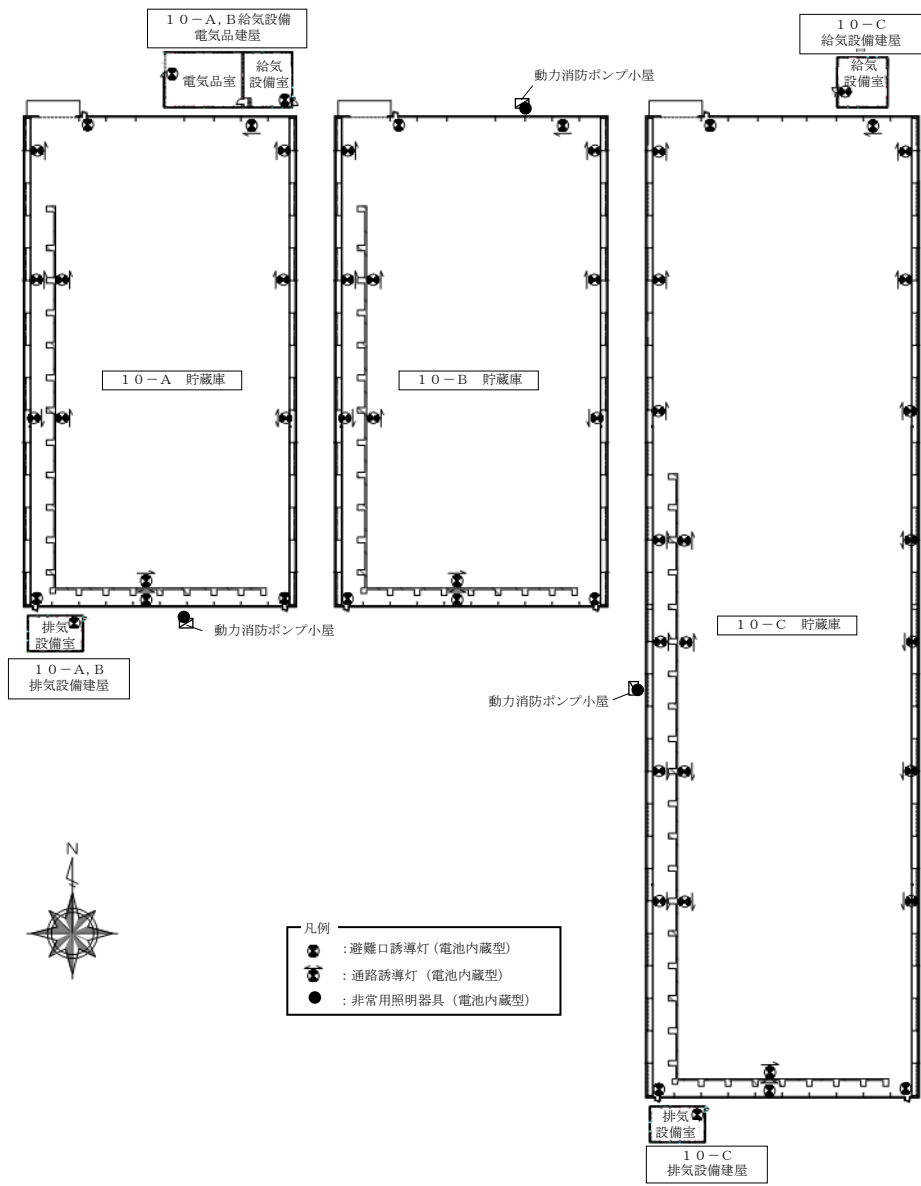 １０－Ａ, Ｂ給気設備
電気品建屋
電気品室
給気
設備室
動力消防ポンプ小屋
１０－Ｃ
給気設備建屋
給気
設備室
１０－Ａ　貯蔵庫
１０－Ｂ　貯蔵庫
１０－Ｃ　貯蔵庫
排気
設備室
動力消防ポンプ小屋
１０－Ａ, Ｂ
排気設備建屋
動力消防ポンプ小屋
N
凡例
：避難口誘導灯（電池内蔵型）
：通路誘導灯（電池内蔵型）
：非常用照明器具（電池内蔵型）
排気
設備室
１０－Ｃ
排気設備建屋